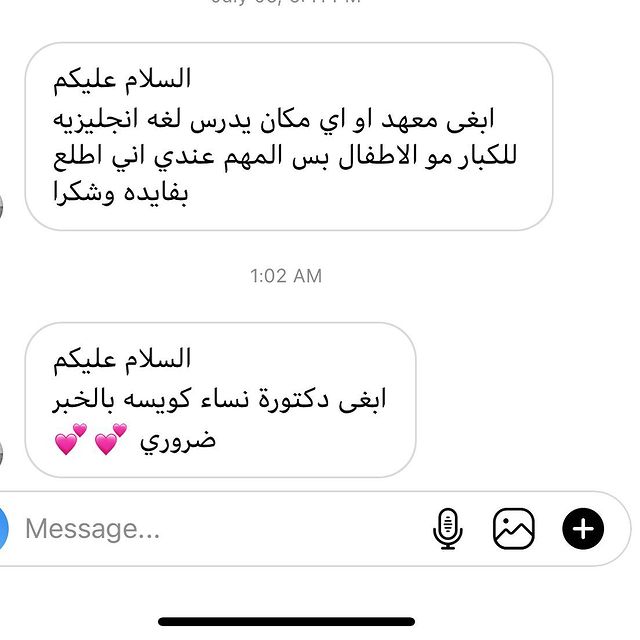 السلام عليكم
ابغى معهد او اي مكان يدرس لغه انجليزيه
للكبار مو الاطفال بس المهم عندي اني اطلع
بفايده وشكرا
1:02 AM
السلام عليكم
ابغى دكتورة نساء كويسه بالخبر
ضروري 💕 💕
Message...